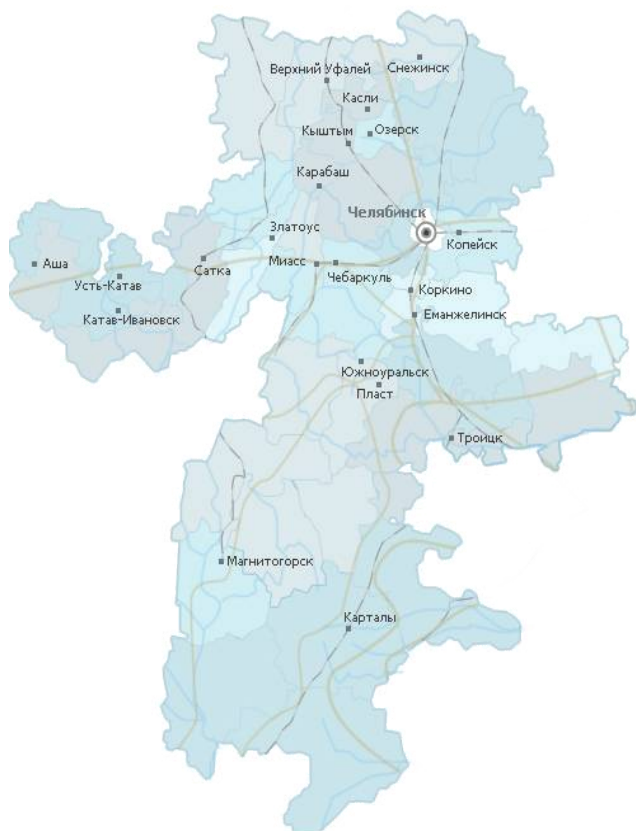 Верхний Уфалей
Снежинск
Касли
Кыштым
Озерск
Карабаш
Челябинск
Златоус
Копейск
Аша
Сатка
Миасс
Чебаркуль
Усть-Катав
Коркино
Катав-Ивановск
Еманжелинск
Южноуральск
Пласт
Троицк
Магнитогорск
Карталы